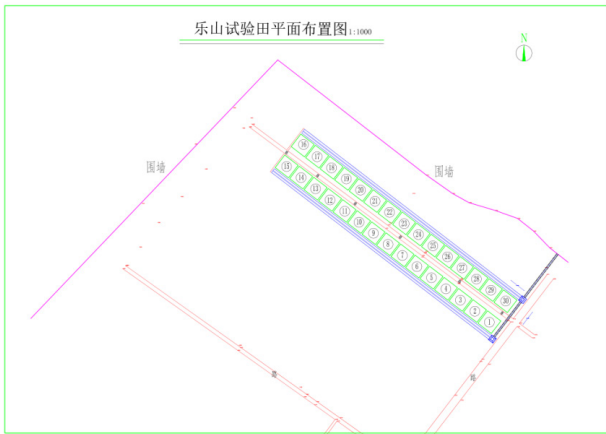 乐山试验田平面布置图1:1000
N
围墙
围墙
⑯ ⑰ ⑱ ⑲ ⑳ ㉑ ㉒ ㉓ ㉔ ㉕ ㉖ ㉗ ㉘ ㉙ ㉚
⑮ ⑭ ⑬ ⑫ ⑪ ⑩ ⑨ ⑧ ⑦ ⑥ ⑤ ④ ③ ② ①